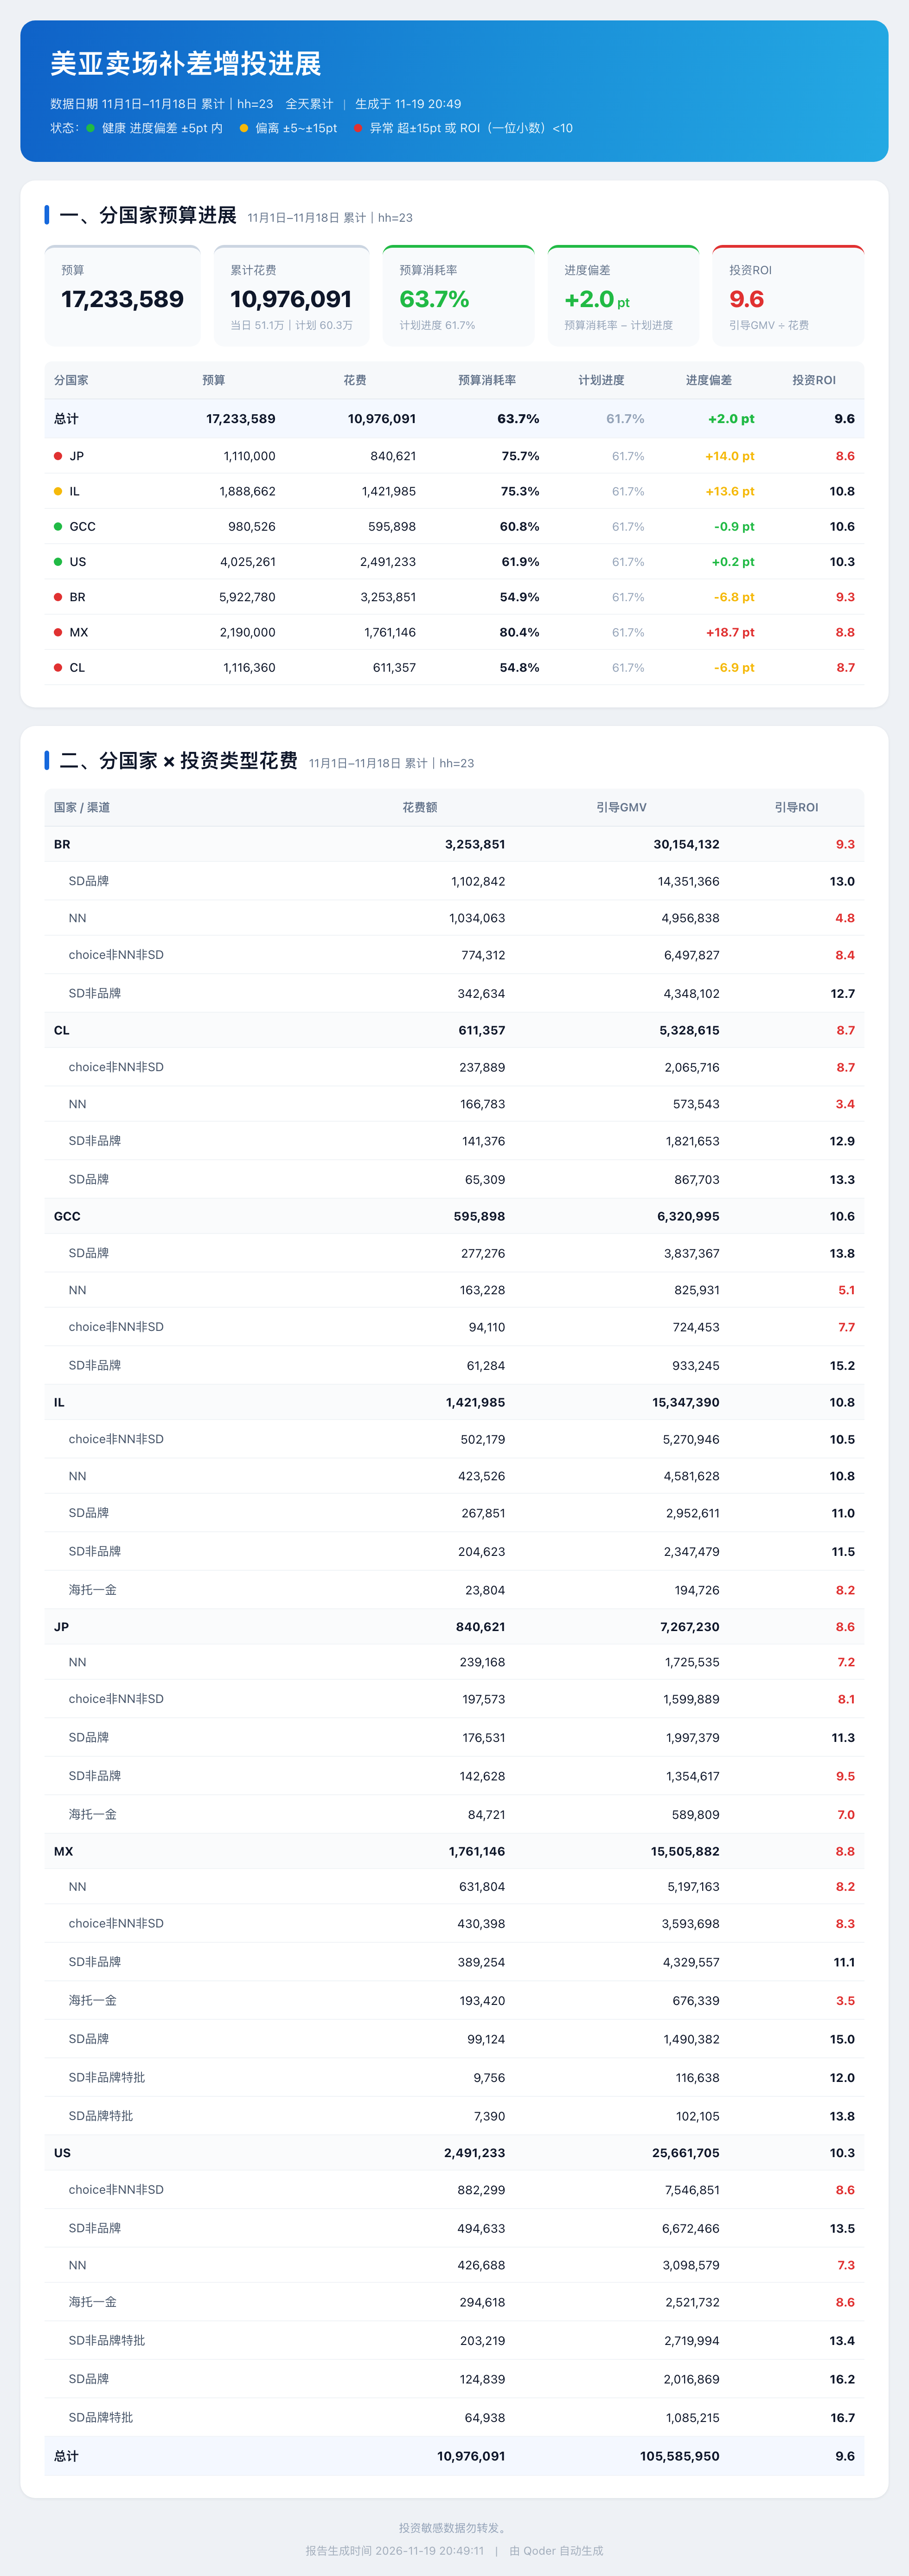 美亚卖场补差增投进展
数据日期 11月1日–11月18日 累计 | hh=23 全天累计 | 生成于 11-19 20:49
状态: 健康 进度偏差 ±5pt 内 偏离 ±5~±15pt 异常 超±15pt 或 ROI（一位小数）<10
一、分国家预算进展 11月1日–11月18日 累计 | hh=23
预算 累计花费 预算消耗率 进度偏差 投资ROI
17,233,589 10,976,091 63.7% +2.0 pt 9.6
当日 51.1万 | 计划 60.3万 计划进度 61.7% 预算消耗率 − 计划进度 引导GMV ÷ 花费
分国家 预算 花费 预算消耗率 计划进度 进度偏差 投资ROI
总计 17,233,589 10,976,091 63.7% 61.7% +2.0 pt 9.6
JP 1,110,000 840,621 75.7% 61.7% +14.0 pt 8.6
IL 1,888,662 1,421,985 75.3% 61.7% +13.6 pt 10.8
GCC 980,526 595,898 60.8% 61.7% -0.9 pt 10.6
US 4,025,261 2,491,233 61.9% 61.7% +0.2 pt 10.3
BR 5,922,780 3,253,851 54.9% 61.7% -6.8 pt 9.3
MX 2,190,000 1,761,146 80.4% 61.7% +18.7 pt 8.8
CL 1,116,360 611,357 54.8% 61.7% -6.9 pt 8.7
二、分国家 × 投资类型花费 11月1日–11月18日 累计 | hh=23
国家 / 渠道 花费额 引导GMV 引导ROI
BR 3,253,851 30,154,132 9.3
SD品牌 1,102,842 14,351,366 13.0
NN 1,034,063 4,956,838 4.8
choice非NN非SD 774,312 6,497,827 8.4
SD非品牌 342,634 4,348,102 12.7
CL 611,357 5,328,615 8.7
choice非NN非SD 237,889 2,065,716 8.7
NN 166,783 573,543 3.4
SD非品牌 141,376 1,821,653 12.9
SD品牌 65,309 867,703 13.3
GCC 595,898 6,320,995 10.6
SD品牌 277,276 3,837,367 13.8
NN 163,228 825,931 5.1
choice非NN非SD 94,110 724,453 7.7
SD非品牌 61,284 933,245 15.2
IL 1,421,985 15,347,390 10.8
choice非NN非SD 502,179 5,270,946 10.5
NN 423,526 4,581,628 10.8
SD品牌 267,851 2,952,611 11.0
SD非品牌 204,623 2,347,479 11.5
海托一金 23,804 194,726 8.2
JP 840,621 7,267,230 8.6
NN 239,168 1,725,535 7.2
choice非NN非SD 197,573 1,599,889 8.1
SD品牌 176,531 1,997,379 11.3
SD非品牌 142,628 1,354,617 9.5
海托一金 84,721 589,809 7.0
MX 1,761,146 15,505,882 8.8
NN 631,804 5,197,163 8.2
choice非NN非SD 430,398 3,593,698 8.3
SD非品牌 389,254 4,329,557 11.1
海托一金 193,420 676,339 3.5
SD品牌 99,124 1,490,382 15.0
SD非品牌特批 9,756 116,638 12.0
SD品牌特批 7,390 102,105 13.8
US 2,491,233 25,661,705 10.3
choice非NN非SD 882,299 7,546,851 8.6
SD非品牌 494,633 6,672,466 13.5
NN 426,688 3,098,579 7.3
海托一金 294,618 2,521,732 8.6
SD非品牌特批 203,219 2,719,994 13.4
SD品牌 124,839 2,016,869 16.2
SD品牌特批 64,938 1,085,215 16.7
总计 10,976,091 105,585,950 9.6
投资敏感数据勿转发。
报告生成时间 2026-11-19 20:49:11 | 由 Qoder 自动生成